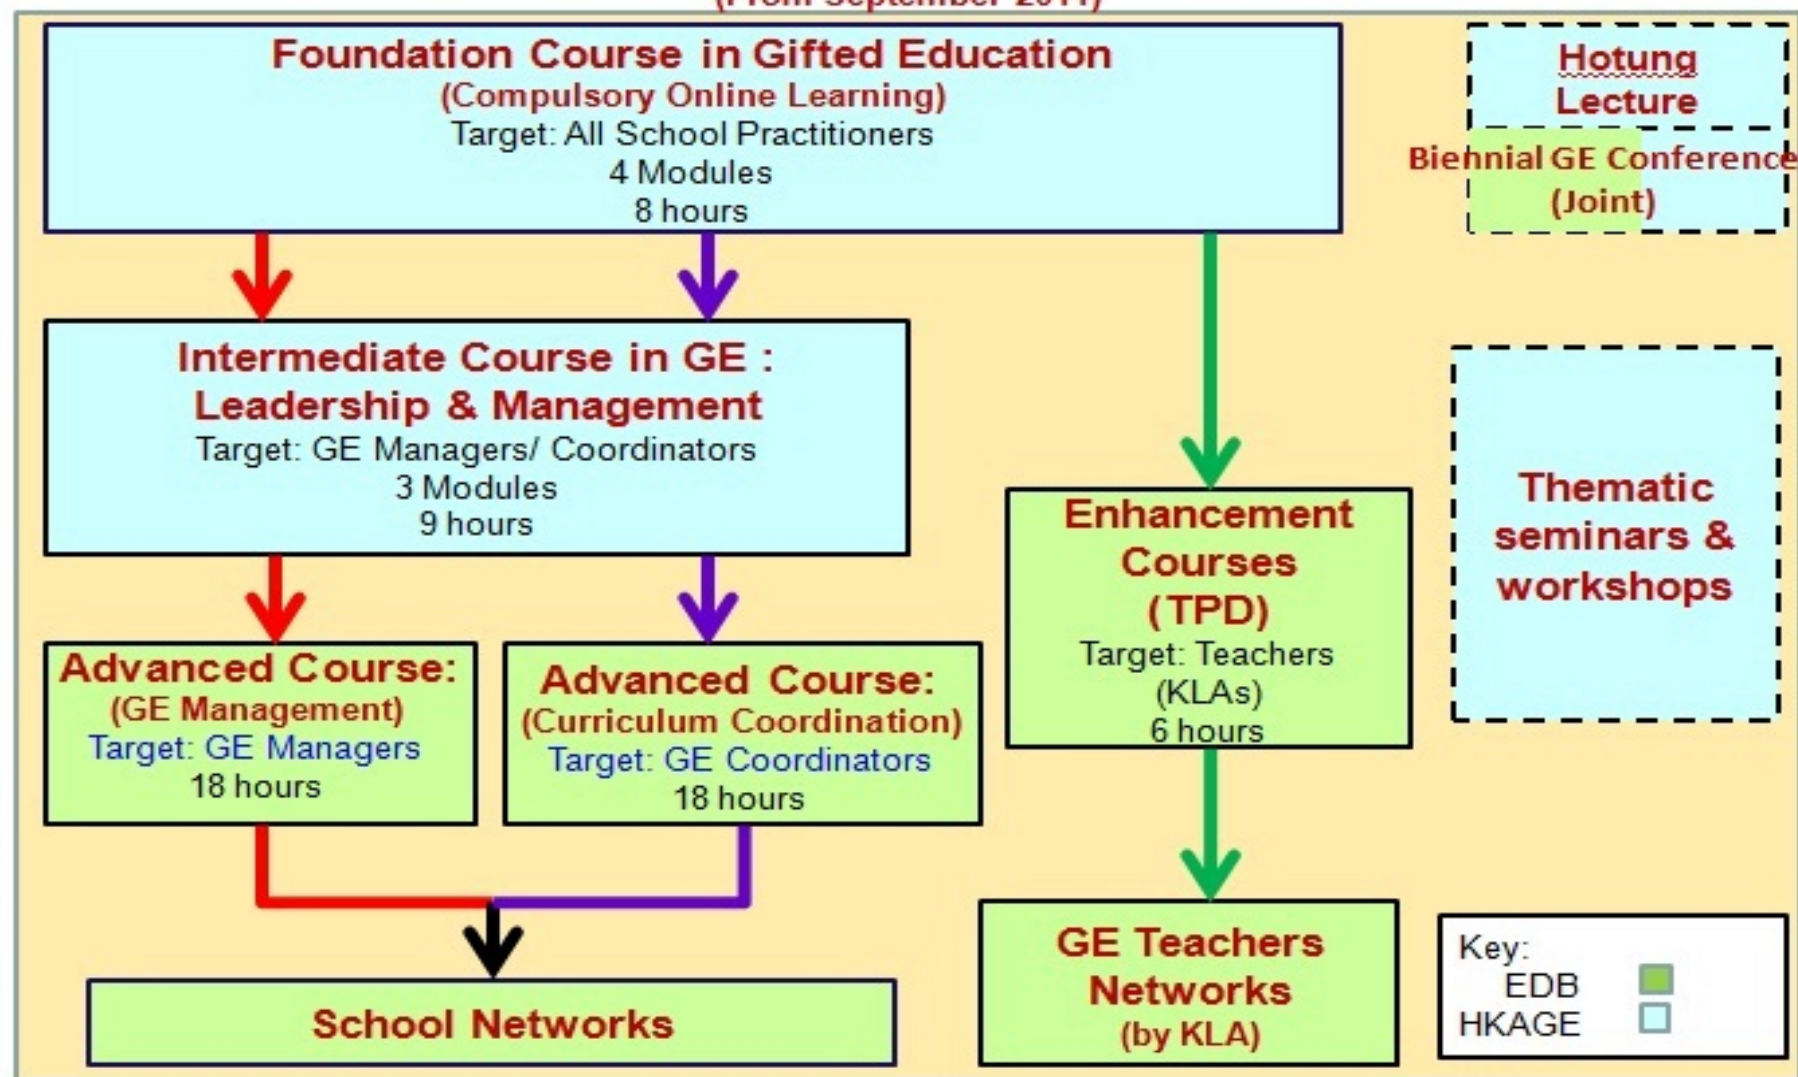 (From September 2011)
Foundation Course in Gifted Education
(Compulsory Online Learning)
Target: All School Practitioners
4 Modules
8 hours
Hotung
Lecture
Biennial GE Conference
(Joint)
Intermediate Course in GE :
Leadership & Management
Target: GE Managers/ Coordinators
3 Modules
9 hours
Enhancement
Courses
(TPD)
Target: Teachers
(KLAs)
6 hours
Thematic
seminars &
workshops
Advanced Course:
(GE Management)
Target: GE Managers
18 hours
Advanced Course:
(Curriculum Coordination)
Target: GE Coordinators
18 hours
School Networks
GE Teachers
Networks
(by KLA)
Key:
EDB
HKAGE